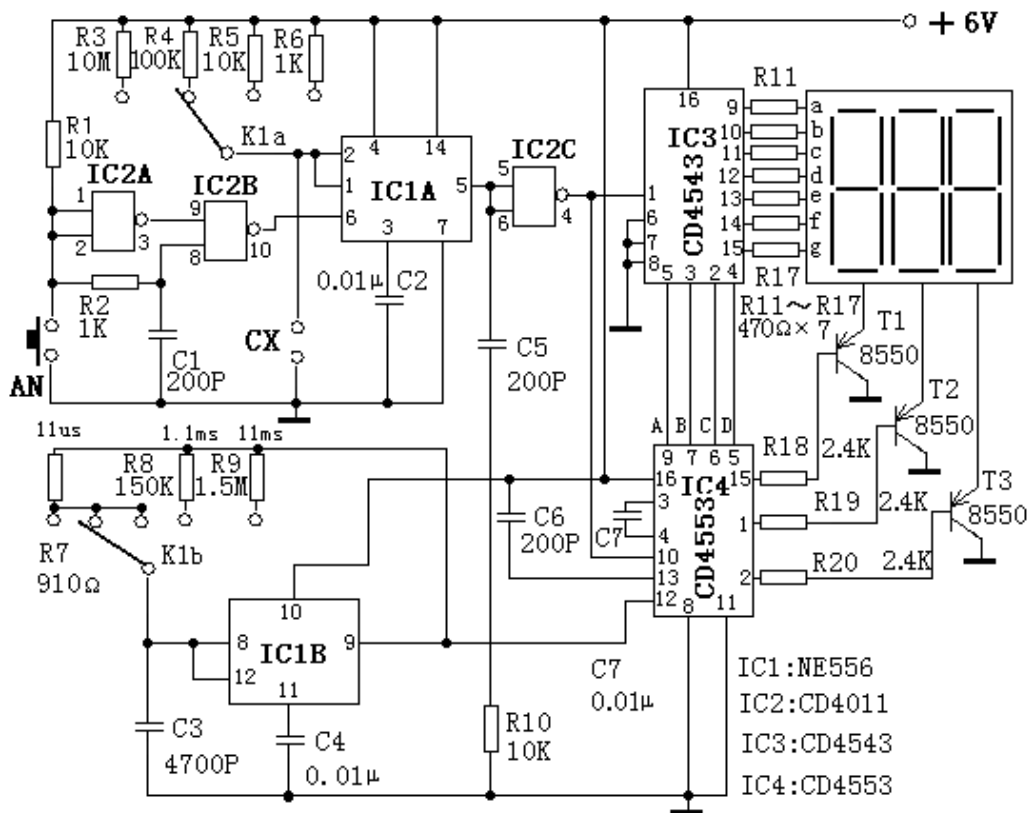 + 6V
R3
10M
R4
100K
R5
10K
R6
1K
K1a
R1
10K
IC2A
1
2
3
IC2B
9
8
10
R2
1K
C1
200P
AN
CX
4
14
2
1
6
IC1A
5
3
7
0.01μ
C2
IC2C
5
6
4
C5
200P
16
IC3
CD4543
1
6
7
8
5
3
2
4
9
10
11
12
13
14
15
R11
a
b
c
d
e
f
g
R17
R11～R17
470Ω×7
T1
8550
T2
8550
T3
8550
A
B
C
D
9
7
6
5
16
3
4
10
13
12
IC4
CD4553
15
1
2
8
11
R18
2.4K
R19
2.4K
R20
2.4K
C7
C6
200P
11us
1.1ms
11ms
R8
150K
R9
1.5M
R7
910Ω
K1b
10
8
12
IC1B
9
11
C3
4700P
C4
0.01μ
R10
10K
C7
0.01μ
IC1:NE556
IC2:CD4011
IC3:CD4543
IC4:CD4553